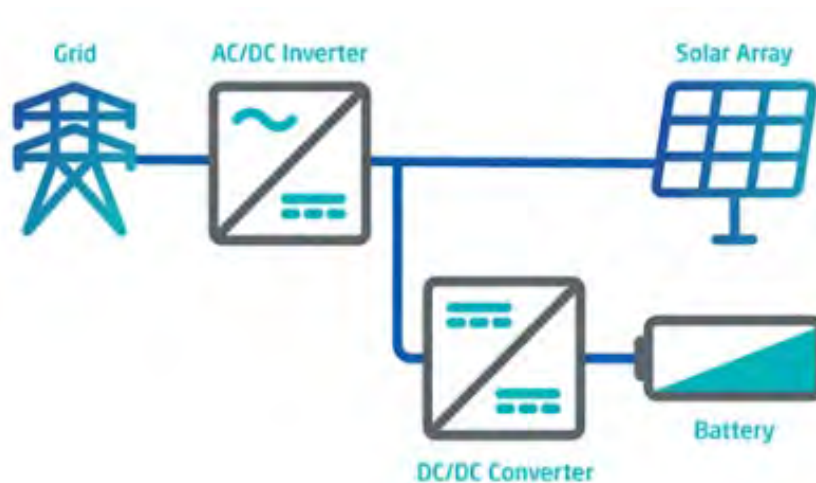 Grid
AC/DC Inverter
Solar Array
Battery
DC/DC Converter